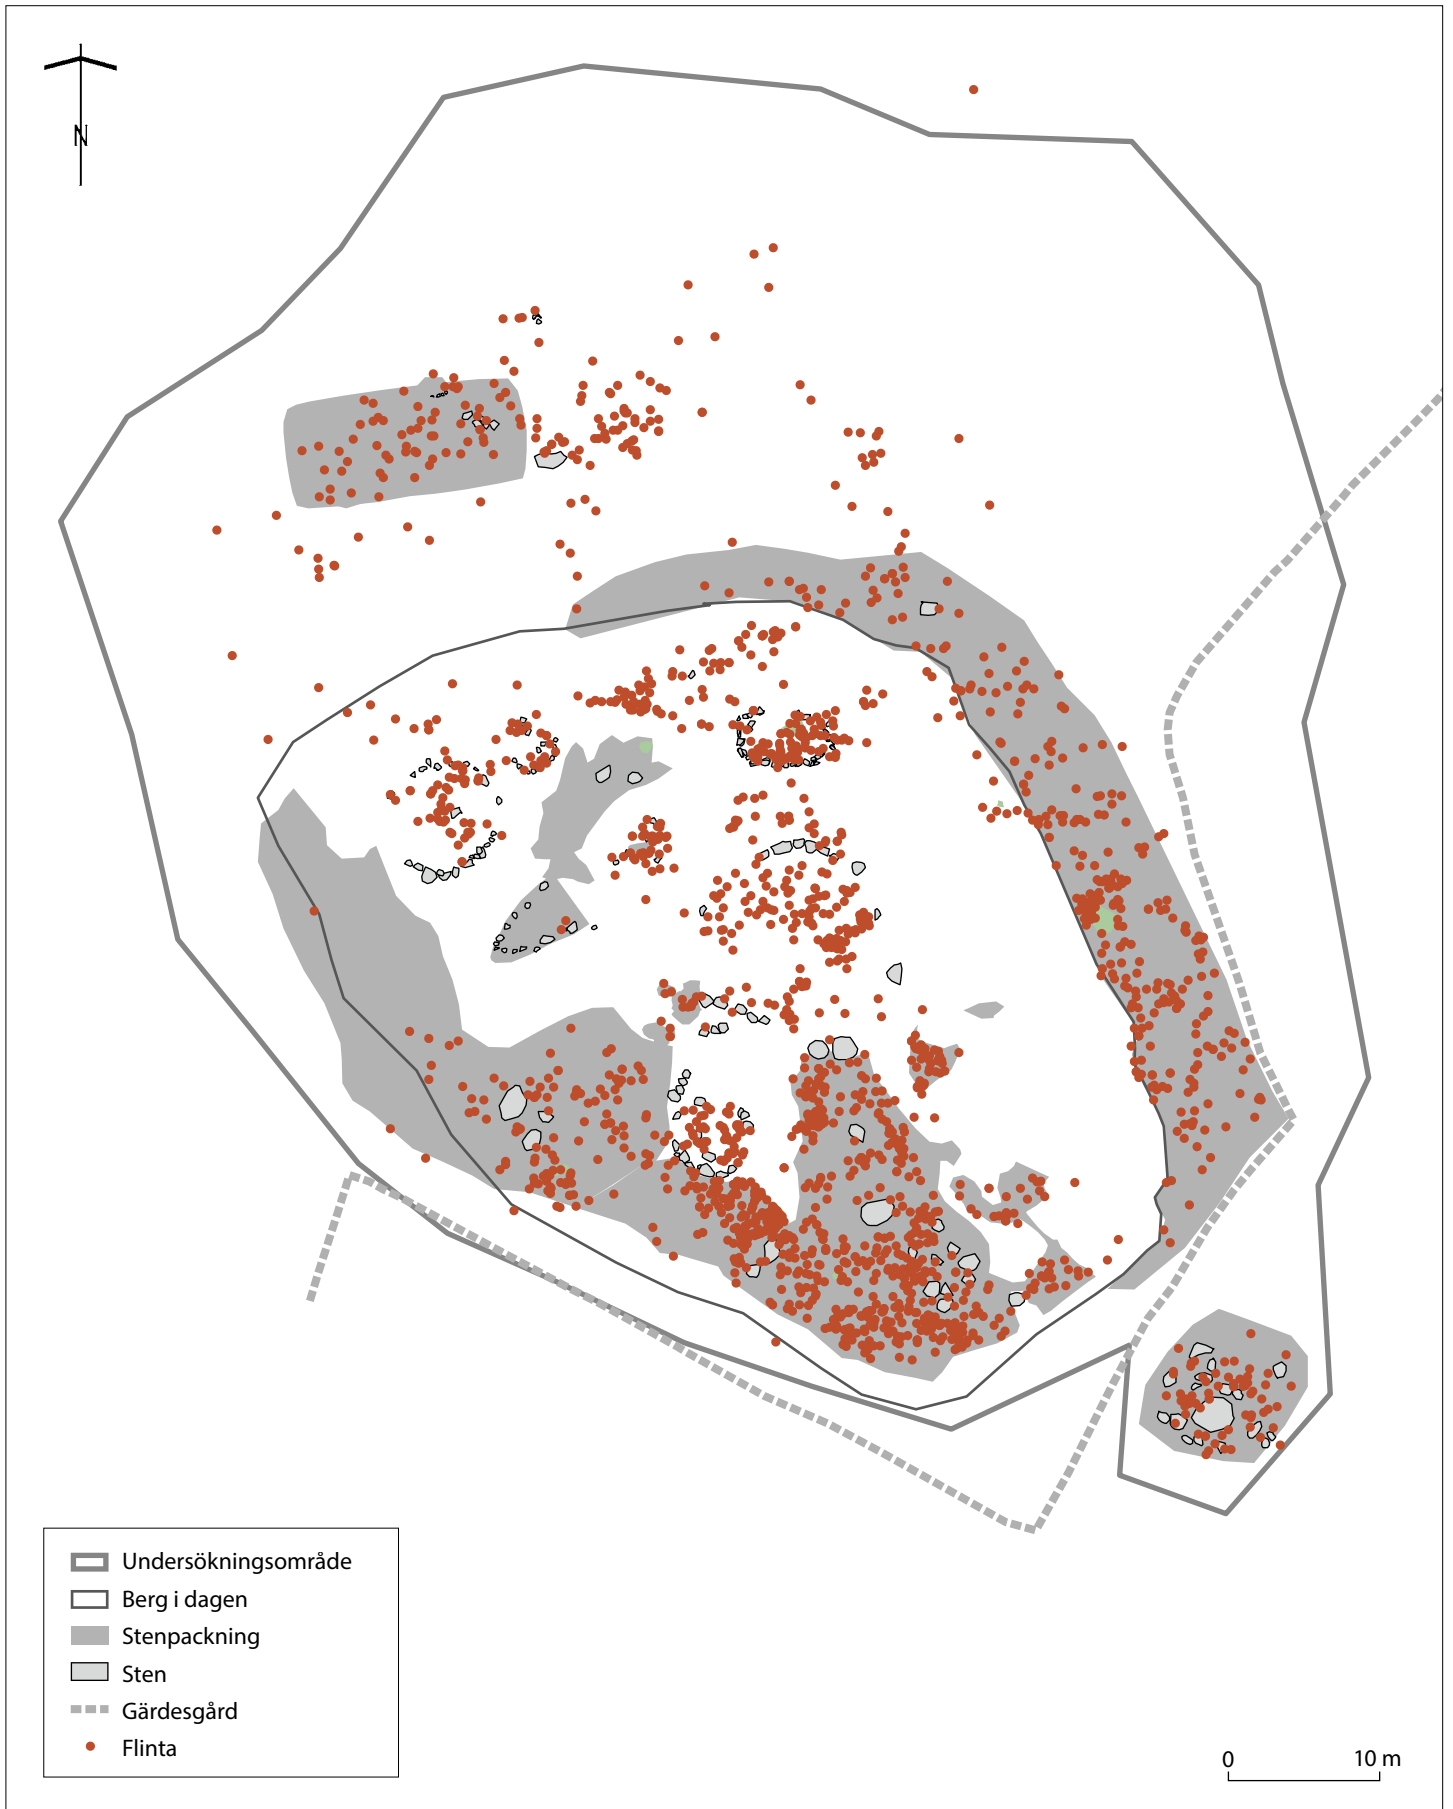 N
Undersökningsområde
Berg i dagen
Stenpackning
Sten
Gärdesgård
Flinta
0 10 m